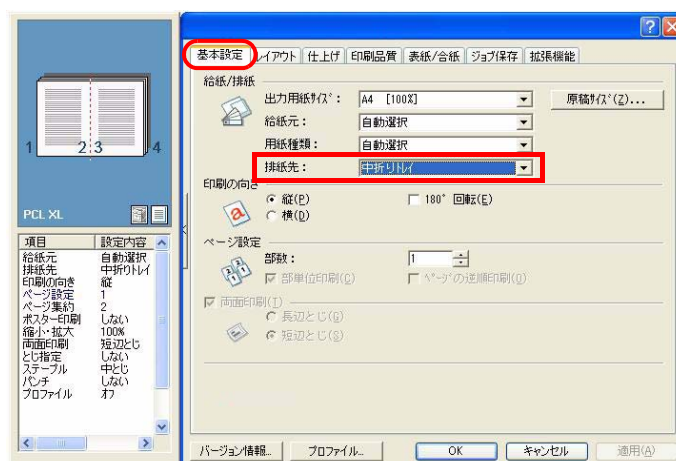 1 2 3 4
PCL XL
項目 設定内容
給紙元 自動選択
排紙先 中折りトレイ
印刷の向き 縦
ページ設定 1
ページ集約 2
ポスター印刷 しない
縮小・拡大 100%
両面印刷 短辺とじ
とじ指定 しない
ステープル 中とじ
パンチ しない
プロファイル オフ
基本設定 レイアウト 仕上げ 印刷品質 表紙/合紙 ジョブ保存 拡張機能
給紙/排紙
出力用紙サイズ: A4 [100%] 原稿サイズ(Z)...
給紙元: 自動選択
用紙種類: 自動選択
排紙先: 中折りトレイ
印刷の向き
縦(P) 180° 回転(E)
横(D)
ページ設定
部数: 1
部単位印刷(C) ページの逆順印刷(O)
両面印刷(I)
長辺とじ(G)
短辺とじ(S)
バージョン情報... プロファイル... OK キャンセル 適用(A)